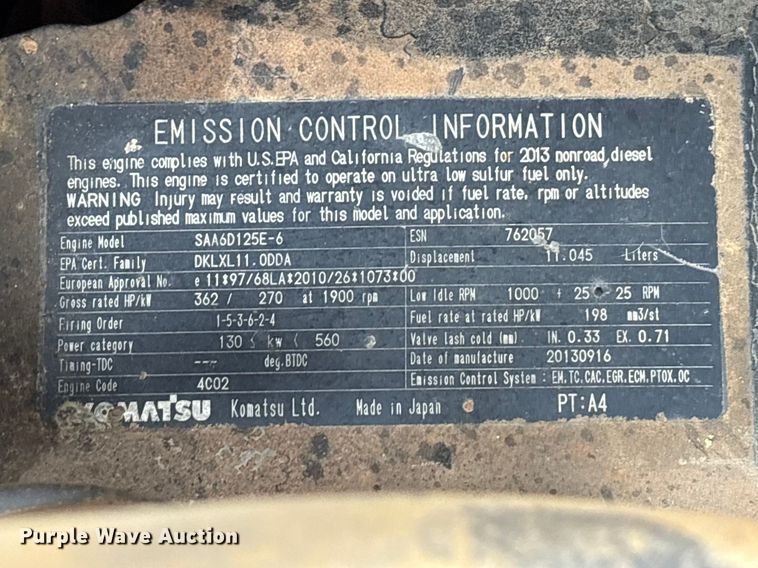 EMISSION CONTROL INFORMATION
This engine complies with U.S.EPA and California Regulations for 2013 nonroad, diesel
engines. This engine is certified to operate on ultra low sulfur fuel only.
WARNING Injury may result and warranty is voided if fuel rate, rpm or altitudes
exceed published maximum values for this model and application.
Engine Model SAA6D125E-6 ESN 762057
EPA Cert. Family DKLXL11.0DDA Displacement 11.045 Liters
European Approval No. e 11*97/68LA*2010/26*1073*00
Gross rated HP/kW 362 / 270 at 1900 rpm Low Idle RPM 1000 + 25 - 25 RPM
Firing Order 1-5-3-6-2-4 Fuel rate at rated HP/kW 198 mm3/st
Power category 130 < kw < 560 Valve lash cold (mm) IN. 0.33 EX. 0.71
Timing-TDC --- deg.BTDC Date of manufacture 20130916
Engine Code 4C02 Emission Control System : EM.TC.CAC.EGR.ECM.PTOX.OC
KOMATSU Komatsu Ltd. Made in Japan PT:A4
Purple Wave Auction